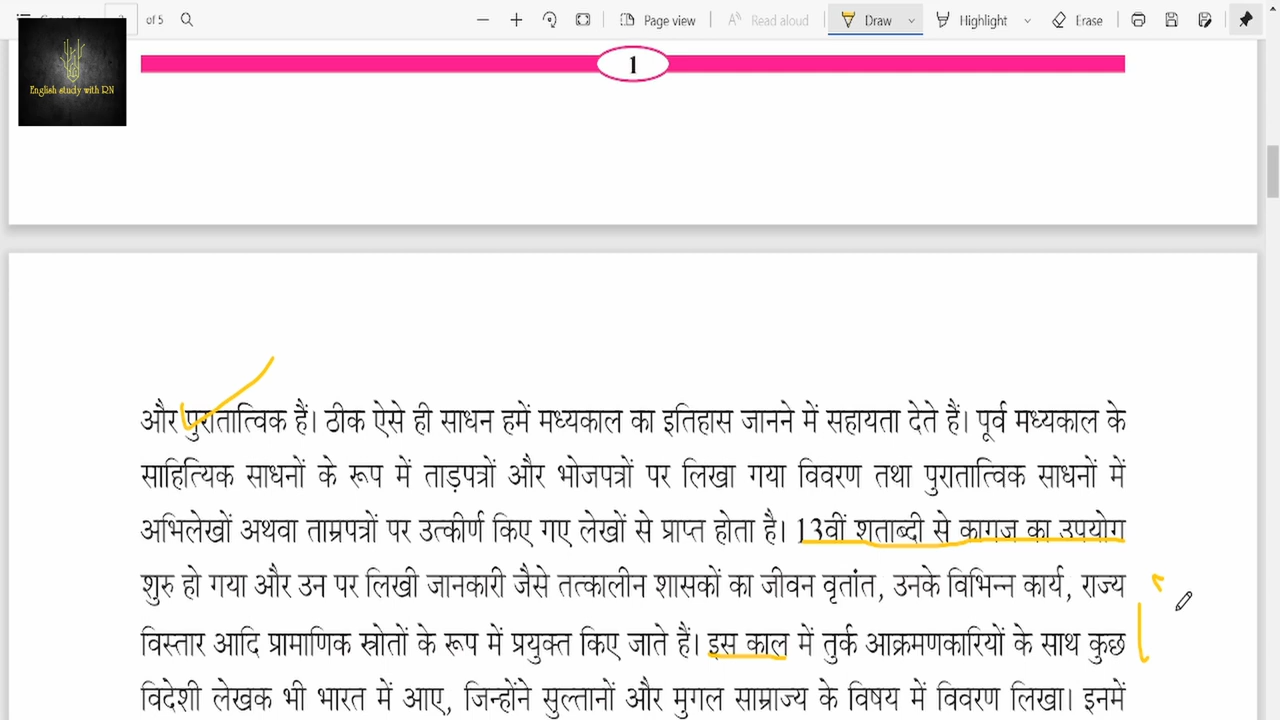 of 5
Page view
Read aloud
Draw
Highlight
Erase
English study with RN
1
और पुरातात्विक हैं। ठीक ऐसे ही साधन हमें मध्यकाल का इतिहास जानने में सहायता देते हैं। पूर्व मध्यकाल के
साहित्यिक साधनों के रूप में ताड़पत्रों और भोजपत्रों पर लिखा गया विवरण तथा पुरातात्विक साधनों में
अभिलेखों अथवा ताम्रपत्रों पर उत्कीर्ण किए गए लेखों से प्राप्त होता है। 13वीं शताब्दी से कागज का उपयोग
शुरु हो गया और उन पर लिखी जानकारी जैसे तत्कालीन शासकों का जीवन वृतांत, उनके विभिन्न कार्य, राज्य
विस्तार आदि प्रामाणिक स्रोतों के रूप में प्रयुक्त किए जाते हैं। इस काल में तुर्क आक्रमणकारियों के साथ कुछ
विदेशी लेखक भी भारत में आए, जिन्होंने सुल्तानों और मुगल साम्राज्य के विषय में विवरण लिखा। इनमें